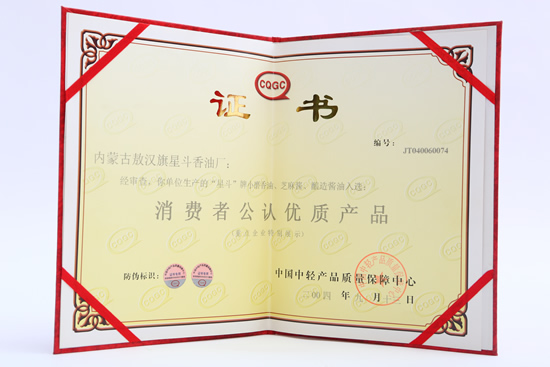 CQGC
证书
编号：
JT040060074
内蒙古敖汉旗星斗香油厂：
经审查，你单位生产的“星斗”牌小磨香油、芝麻酱、酿造酱油入选：
消费者公认优质产品
防伪标识：
中国中轻产品质量保障中心